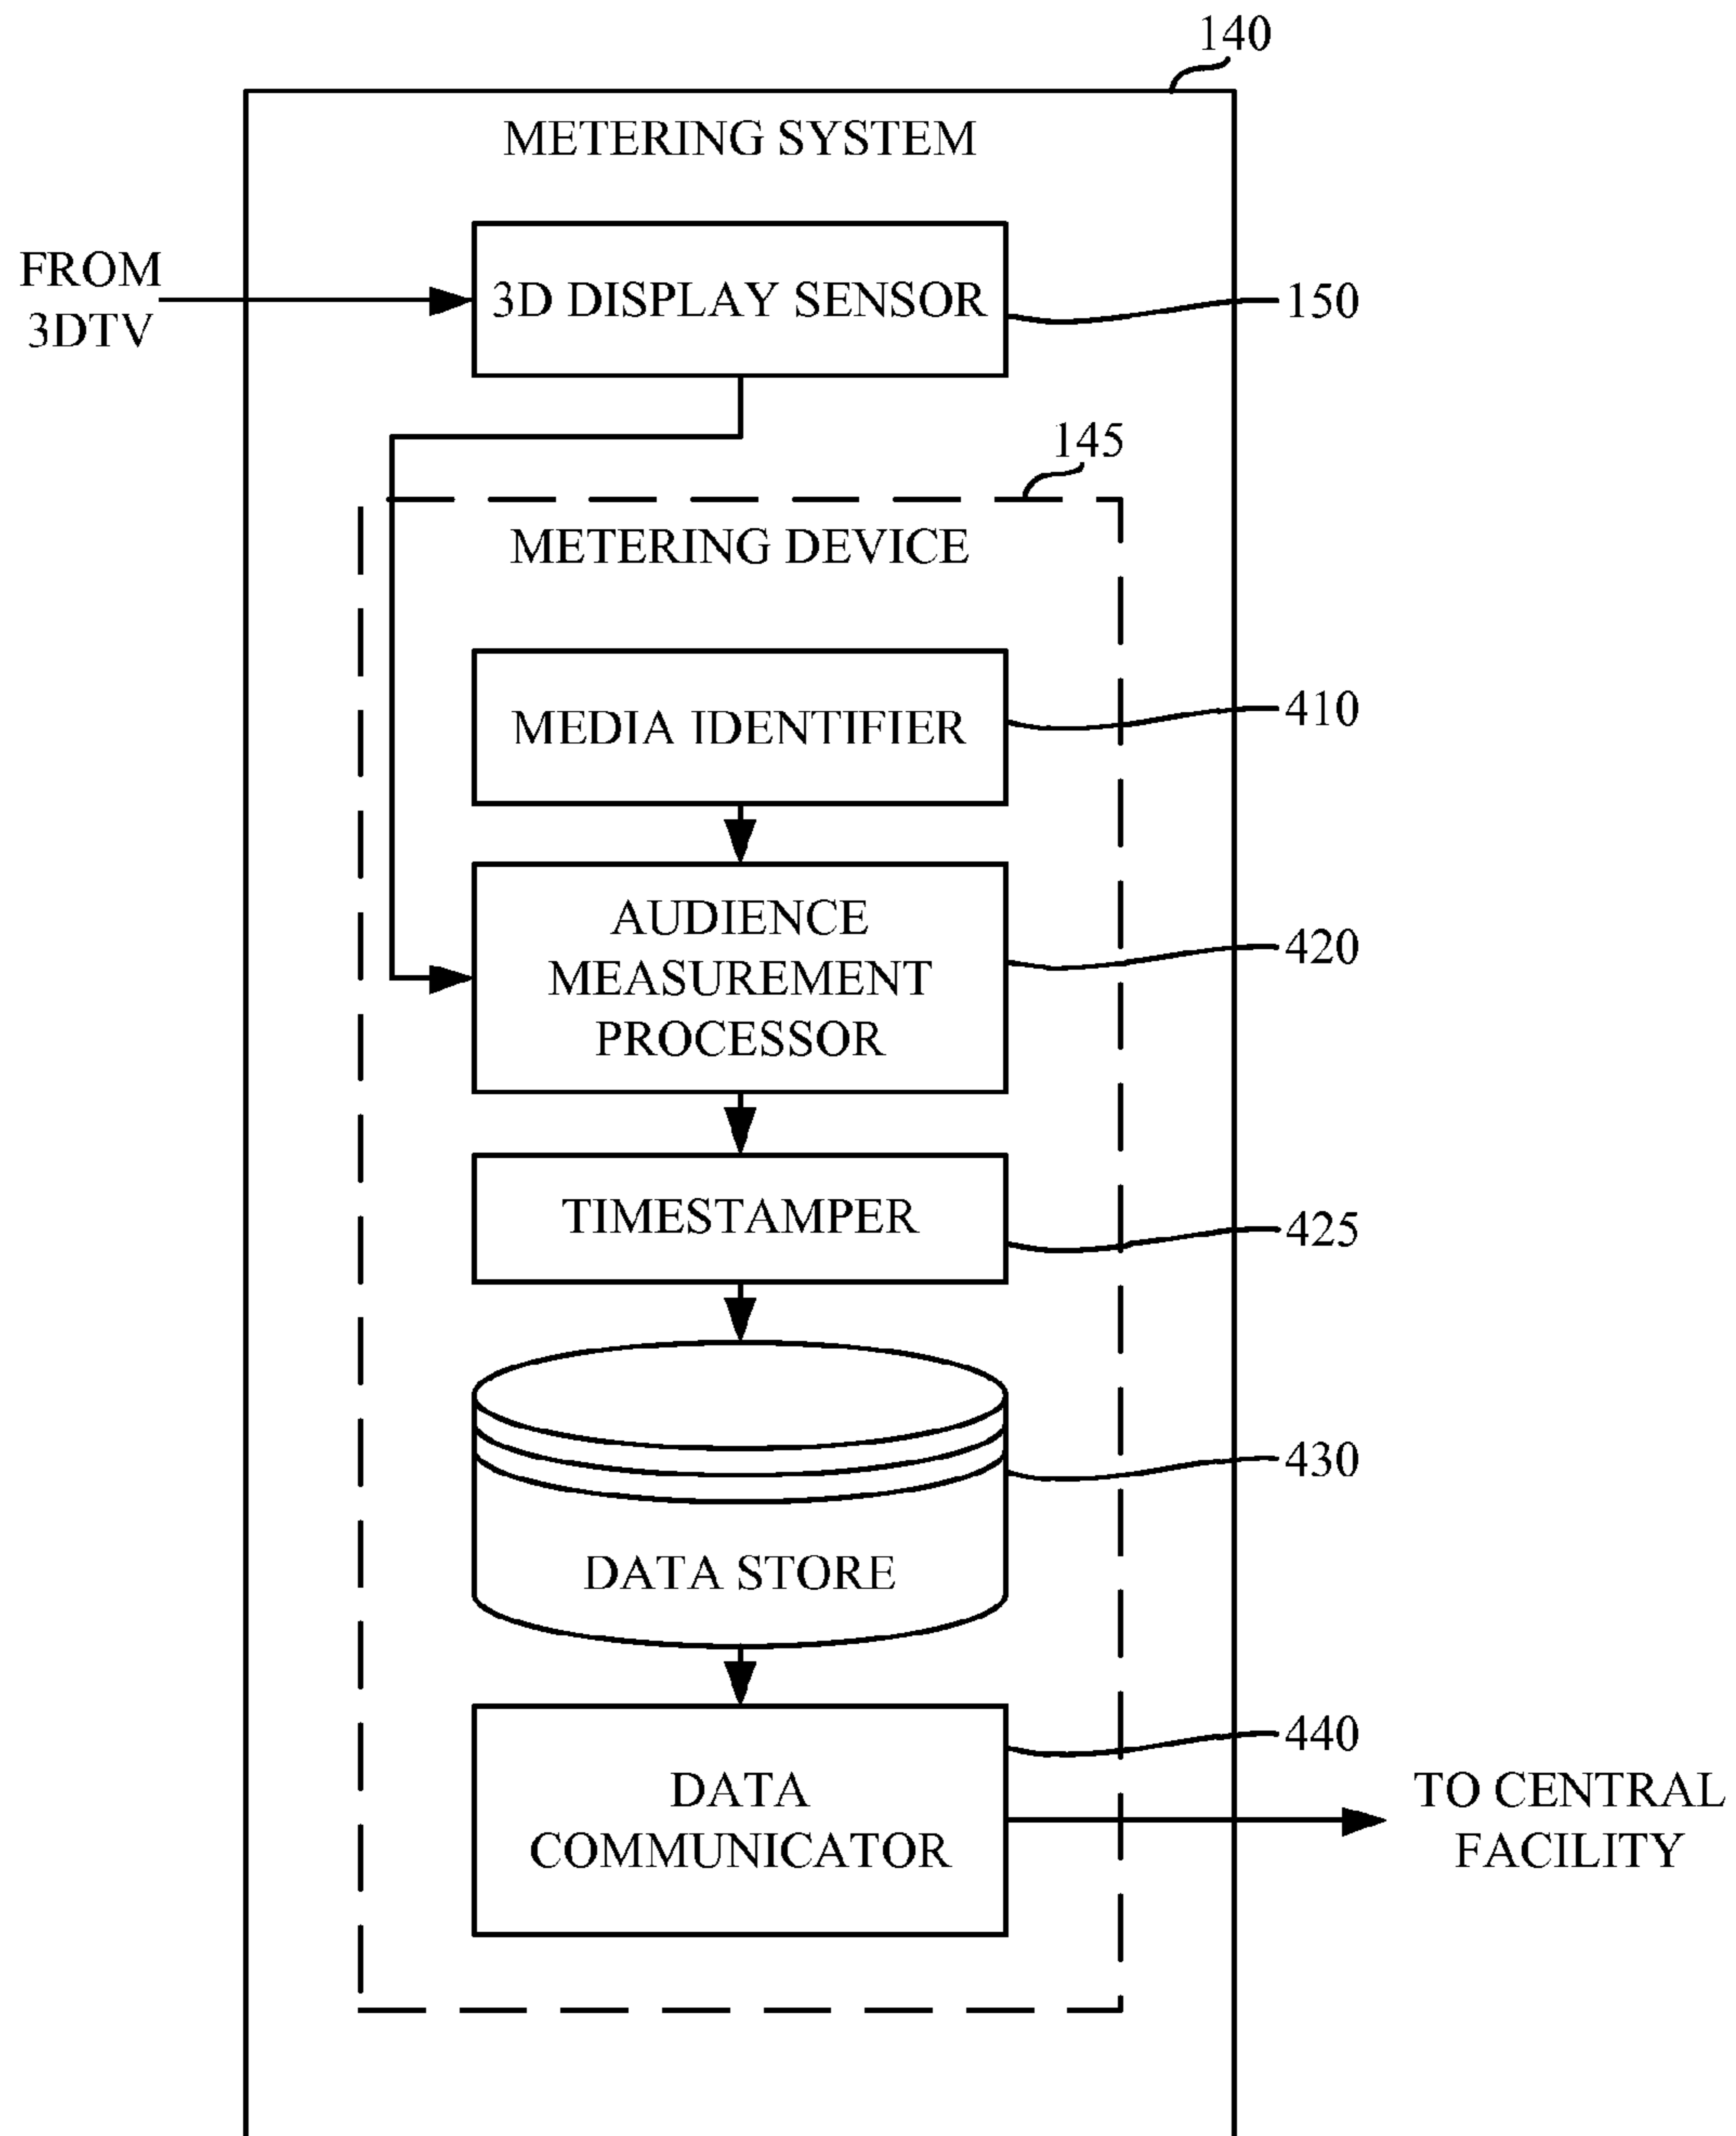 140
METERING SYSTEM
FROM
3DTV
3D DISPLAY SENSOR
150
145
METERING DEVICE
MEDIA IDENTIFIER
410
AUDIENCE
MEASUREMENT
PROCESSOR
420
TIMESTAMPER
425
430
DATA STORE
440
DATA
COMMUNICATOR
TO CENTRAL
FACILITY